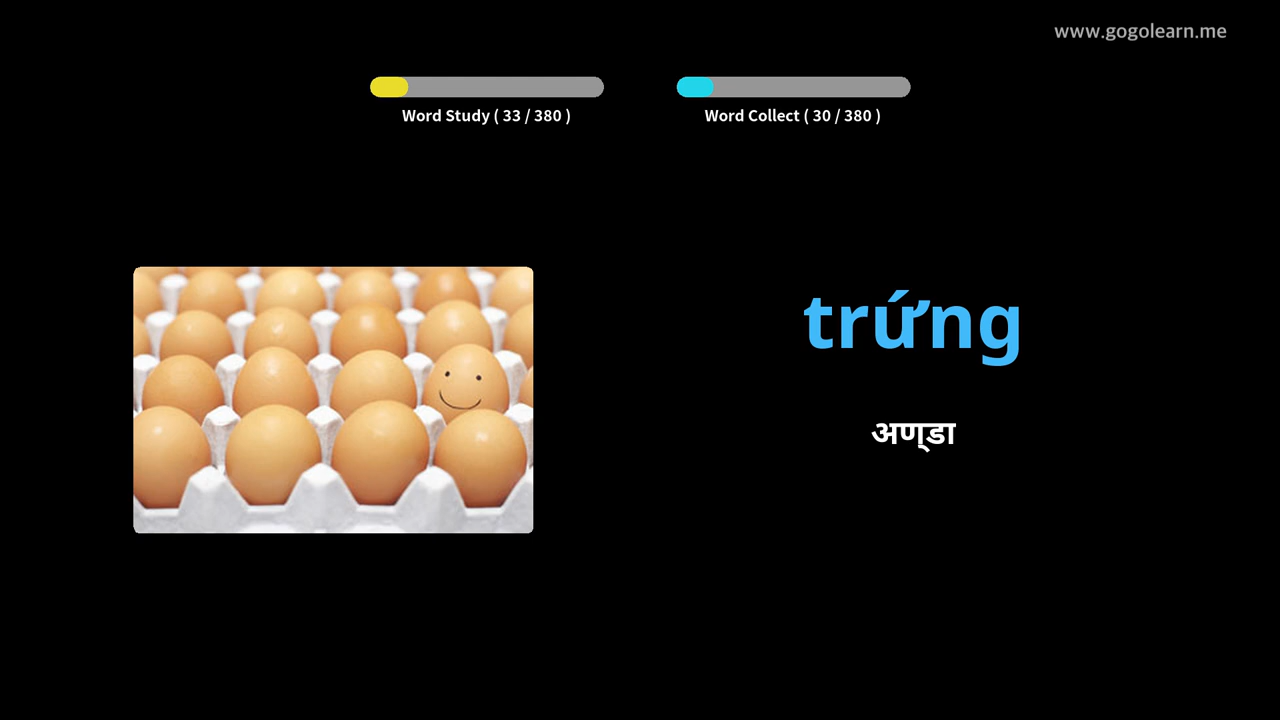 www.gogolearn.me
Word Study ( 33 / 380 )
Word Collect ( 30 / 380 )
trứng
अण्‌डा